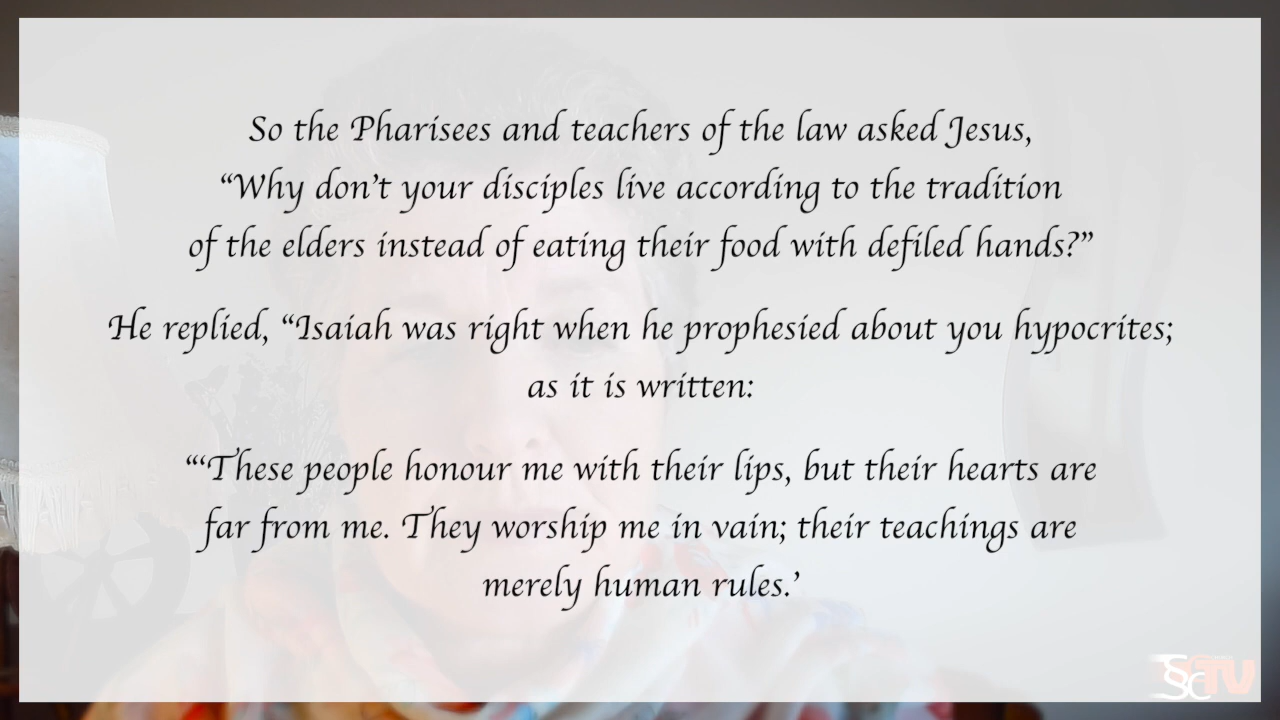 So the Pharisees and teachers of the law asked Jesus,
“Why don’t your disciples live according to the tradition
of the elders instead of eating their food with defiled hands?”
He replied, “Isaiah was right when he prophesied about you hypocrites;
as it is written:
“‘These people honour me with their lips, but their hearts are
far from me. They worship me in vain; their teachings are
merely human rules.’